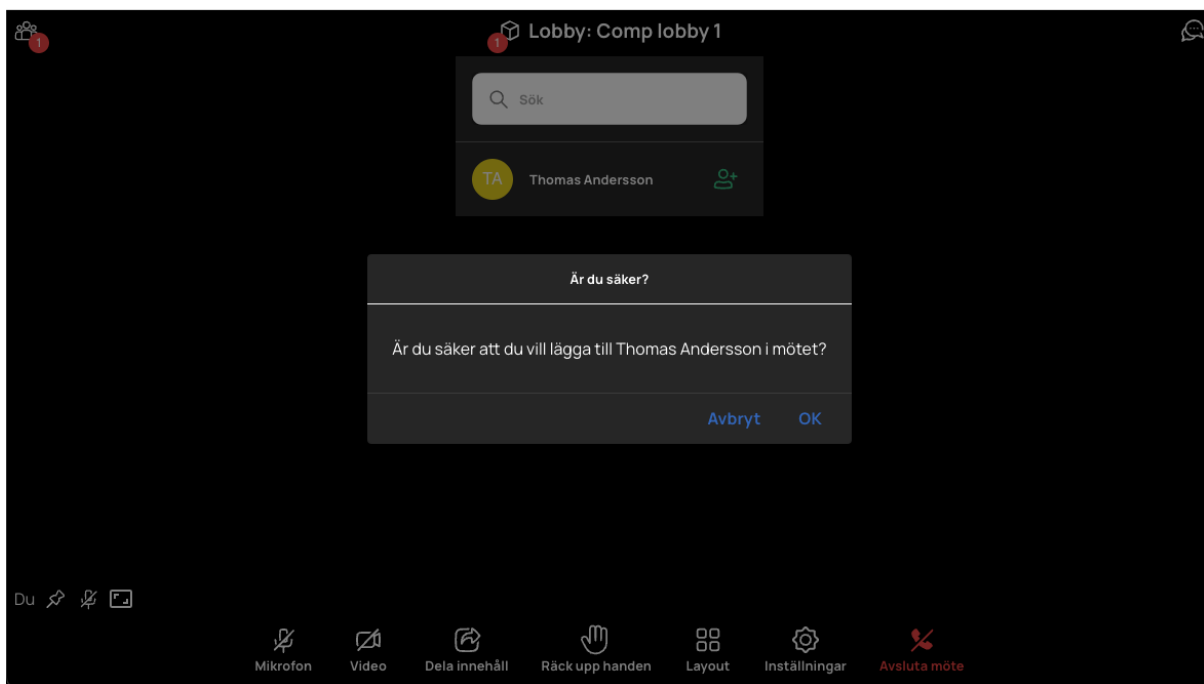 1
1
Lobby: Comp lobby 1
Sök
TA
Thomas Andersson
Är du säker?
Är du säker att du vill lägga till Thomas Andersson i mötet?
Avbryt
OK
Du
Mikrofon
Video
Dela innehåll
Räck upp handen
Layout
Inställningar
Avsluta möte